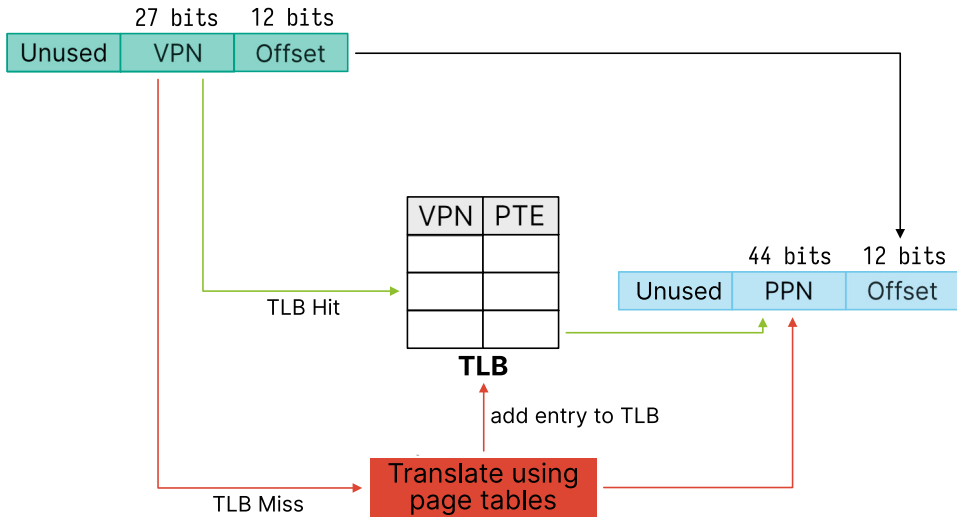 27 bits 12 bits
Unused VPN Offset
VPN PTE
44 bits 12 bits
Unused PPN Offset
TLB Hit
TLB
add entry to TLB
Translate using
page tables
TLB Miss